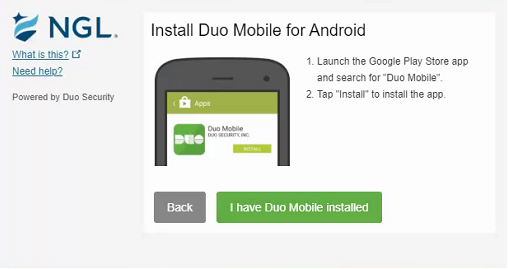 NGL.
What is this?
Need help?
Powered by Duo Security
Install Duo Mobile for Android
Apps
DUO
Duo Mobile
DUO SECURITY, INC.
INSTALL
1. Launch the Google Play Store app
and search for "Duo Mobile".
2. Tap "Install" to install the app.
Back
I have Duo Mobile installed